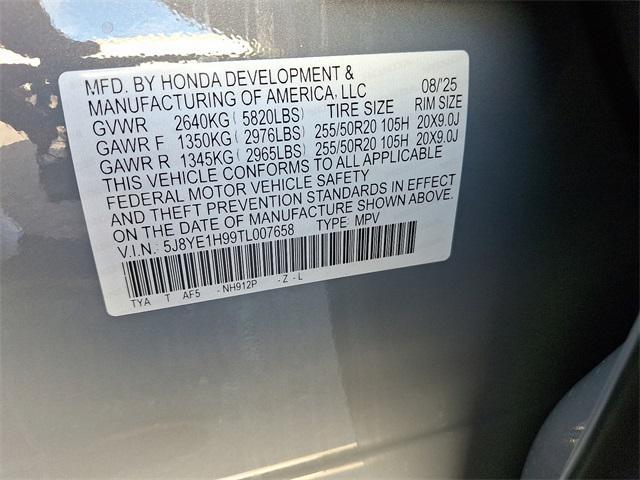 MFD. BY HONDA DEVELOPMENT &
MANUFACTURING OF AMERICA, LLC 08/'25
GVWR 2640KG ( 5820LBS) TIRE SIZE RIM SIZE
GAWR F 1350KG ( 2976LBS) 255/50R20 105H 20X9.0J
GAWR R 1345KG ( 2965LBS) 255/50R20 105H 20X9.0J
THIS VEHICLE CONFORMS TO ALL APPLICABLE
FEDERAL MOTOR VEHICLE SAFETY
AND THEFT PREVENTION STANDARDS IN EFFECT
ON THE DATE OF MANUFACTURE SHOWN ABOVE.
V.I.N.: 5J8YE1H99TL007658 TYPE: MPV
TYA T AF5 -NH912P -Z -L